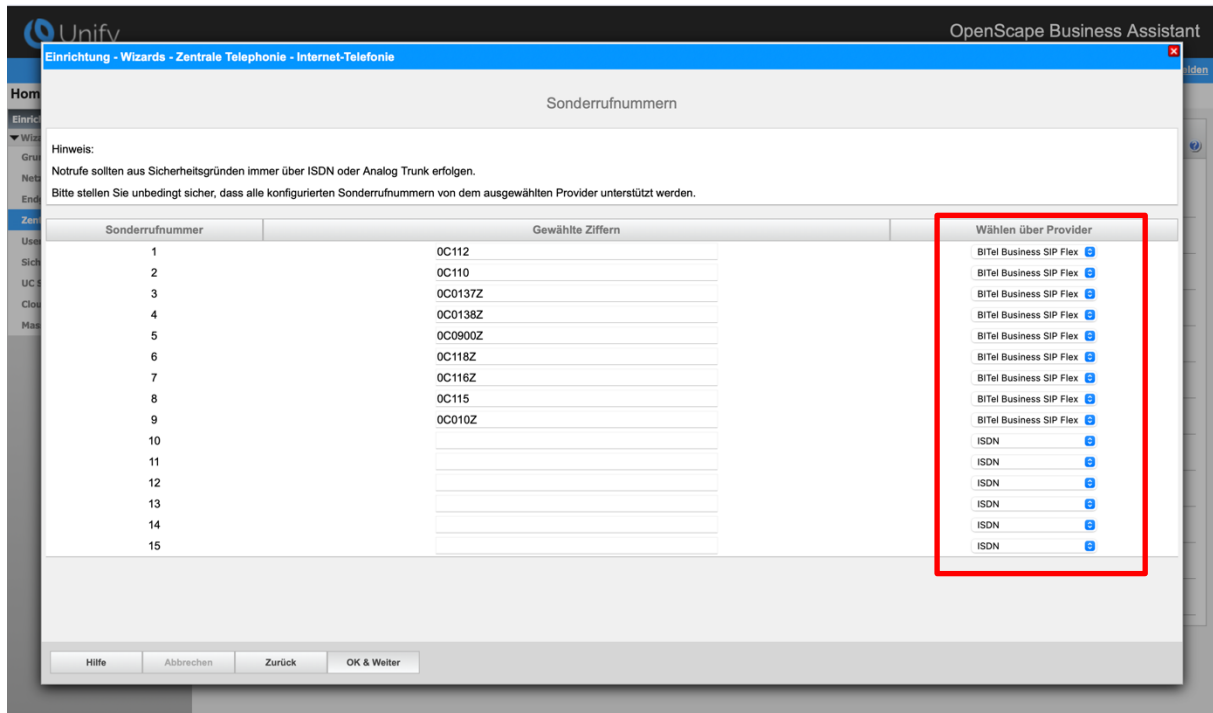 Unify
OpenScape Business Assistant
Einrichtung - Wizards - Zentrale Telephonie - Internet-Telefonie
Sonderrufnummern
Hinweis:
Notrufe sollten aus Sicherheitsgründen immer über ISDN oder Analog Trunk erfolgen.
Bitte stellen Sie unbedingt sicher, dass alle konfigurierten Sonderrufnummern von dem ausgewählten Provider unterstützt werden.
Sonderrufnummer Gewählte Ziffern Wählen über Provider
1 0C112 BITel Business SIP Flex
2 0C110 BITel Business SIP Flex
3 0C0137Z BITel Business SIP Flex
4 0C0138Z BITel Business SIP Flex
5 0C0900Z BITel Business SIP Flex
6 0C118Z BITel Business SIP Flex
7 0C116Z BITel Business SIP Flex
8 0C115 BITel Business SIP Flex
9 0C010Z BITel Business SIP Flex
10 ISDN
11 ISDN
12 ISDN
13 ISDN
14 ISDN
15 ISDN
Hilfe Abbrechen Zurück OK & Weiter